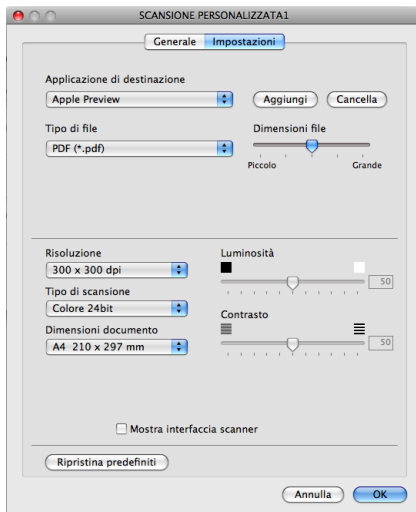 SCANSIONE PERSONALIZZATA1
Generale Impostazioni
Applicazione di destinazione
Apple Preview Aggiungi Cancella
Tipo di file Dimensioni file
PDF (*.pdf)
Piccolo Grande
Risoluzione Luminosità
300 x 300 dpi 50
Tipo di scansione
Colore 24bit Contrasto
Dimensioni documento
A4 210 x 297 mm 50
Mostra interfaccia scanner
Ripristina predefiniti
Annulla OK